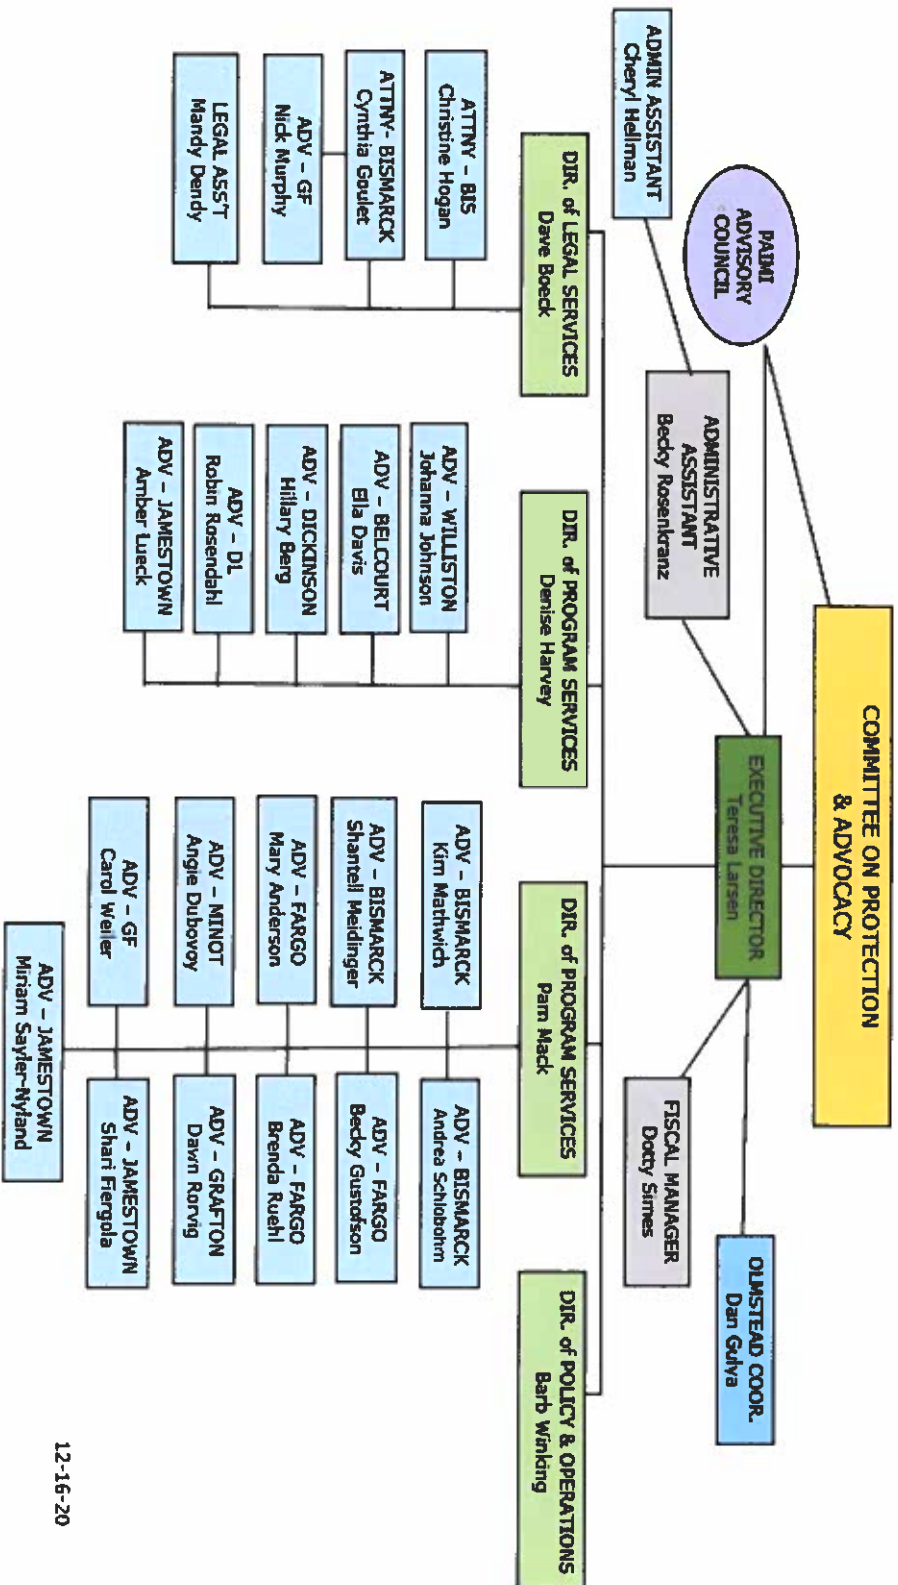 COMMITTEE ON PROTECTION
& ADVOCACY
PAIMI
ADVISORY
COUNCIL
EXECUTIVE DIRECTOR
Teresa Larsen
OLMSTEAD COOR.
Dan Gulya
ADMINISTRATIVE
ASSISTANT
Becky Rosenkranz
ADMIN ASSISTANT
Cheryl Hellman
FISCAL MANAGER
Dotty Simes
DIR. of LEGAL SERVICES
Dave Boeck
DIR. of PROGRAM SERVICES
Denise Harvey
DIR. of PROGRAM SERVICES
Pam Mack
DIR. of POLICY & OPERATIONS
Barb Winking
ATTNY – BIS
Christine Hogan
ATTNY- BISMARCK
Cynthia Goulet
ADV – GF
Nick Murphy
LEGAL ASS'T
Mandy Dendy
ADV – WILLISTON
Johanna Johnson
ADV – BELCOURT
Ella Davis
ADV – DICKINSON
Hillary Berg
ADV – DL
Robin Rosendahl
ADV – JAMESTOWN
Amber Lueck
ADV – BISMARCK
Kim Mathwich
ADV – BISMARCK
Andrea Schlobohm
ADV – BISMARCK
Shantell Meidinger
ADV – FARGO
Becky Gustofson
ADV – FARGO
Mary Anderson
ADV – FARGO
Brenda Ruehl
ADV – MINOT
Angie Dubovoy
ADV – GRAFTON
Dawn Rorvig
ADV – GF
Carol Weiler
ADV – JAMESTOWN
Shari Fiergola
ADV – JAMESTOWN
Miriam Sayler-Nyland
12-16-20